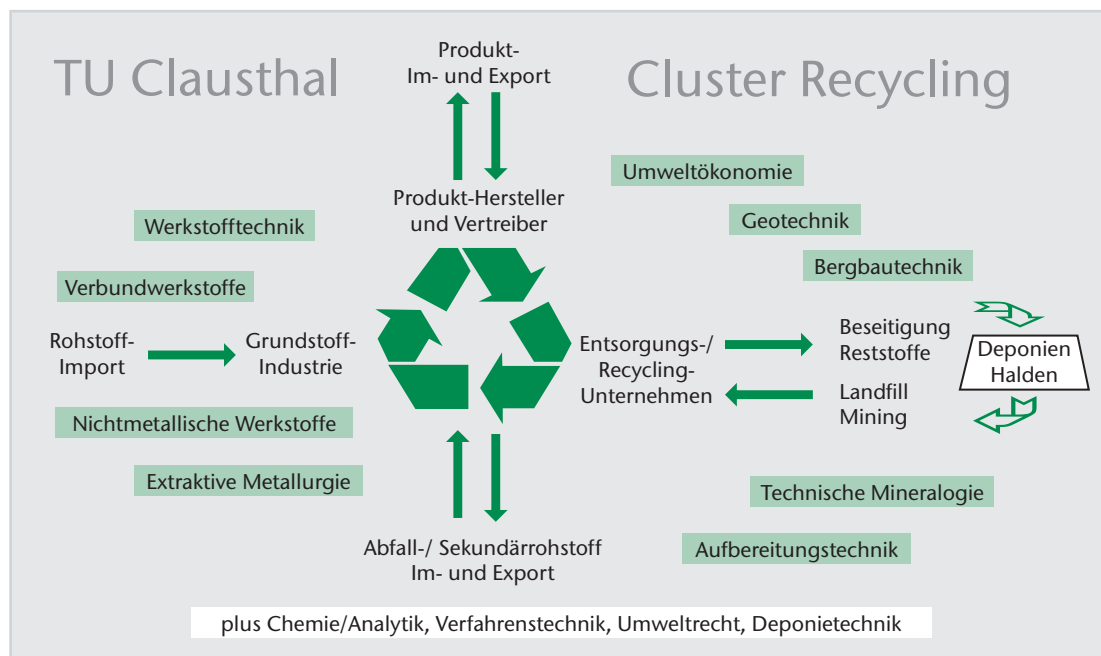 TU Clausthal
Cluster Recycling
Produkt-
Im- und Export
Umweltökonomie
Produkt-Hersteller
und Vertreiber
Werkstofftechnik
Geotechnik
Bergbautechnik
Verbundwerkstoffe
Rohstoff-
Import
Grundstoff-
Industrie
Entsorgungs-/
Recycling-
Unternehmen
Beseitigung
Reststoffe
Landfill
Mining
Deponien
Halden
Nichtmetallische Werkstoffe
Extraktive Metallurgie
Technische Mineralogie
Abfall-/ Sekundärrohstoff
Im- und Export
Aufbereitungstechnik
plus Chemie/Analytik, Verfahrenstechnik, Umweltrecht, Deponietechnik